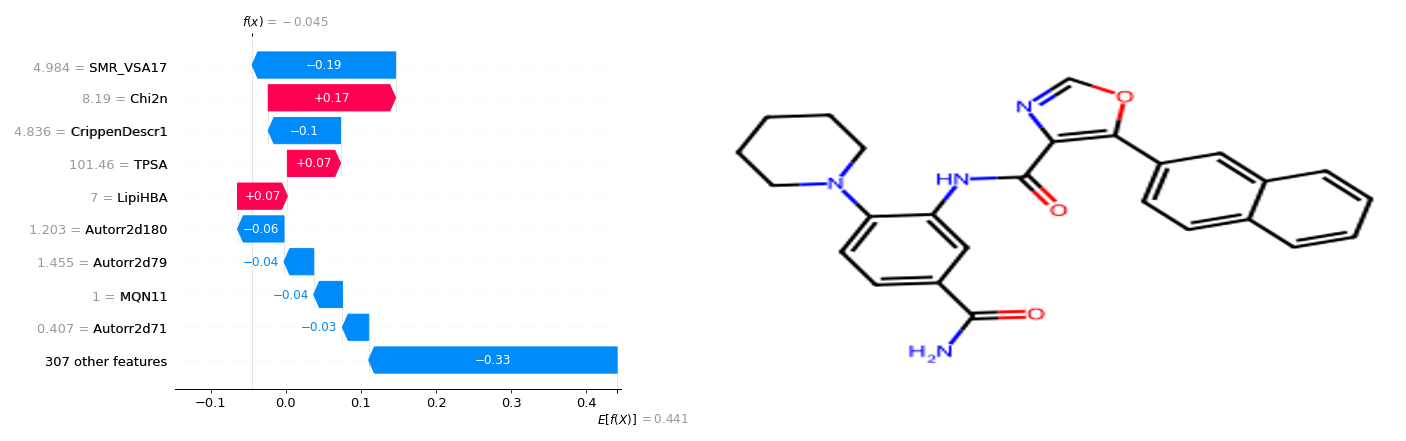 f(x) = −0.045
4.984 = SMR_VSA17
−0.19
8.19 = Chi2n
+0.17
4.836 = CrippenDescr1
−0.1
101.46 = TPSA
+0.07
7 = LipiHBA
+0.07
1.203 = Autorr2d180
−0.06
1.455 = Autorr2d79
−0.04
1 = MQN11
−0.04
0.407 = Autorr2d71
−0.03
307 other features
−0.33
−0.1 0.0 0.1 0.2 0.3 0.4
E[f(X)] = 0.441
N
O
N
HN
O
O
H2N